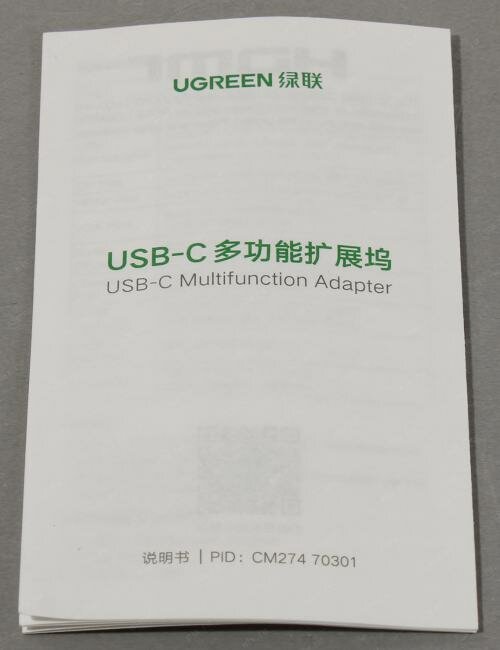 UGREEN 绿联
USB-C 多功能扩展坞
USB-C Multifunction Adapter
说明书 | PID: CM274 70301